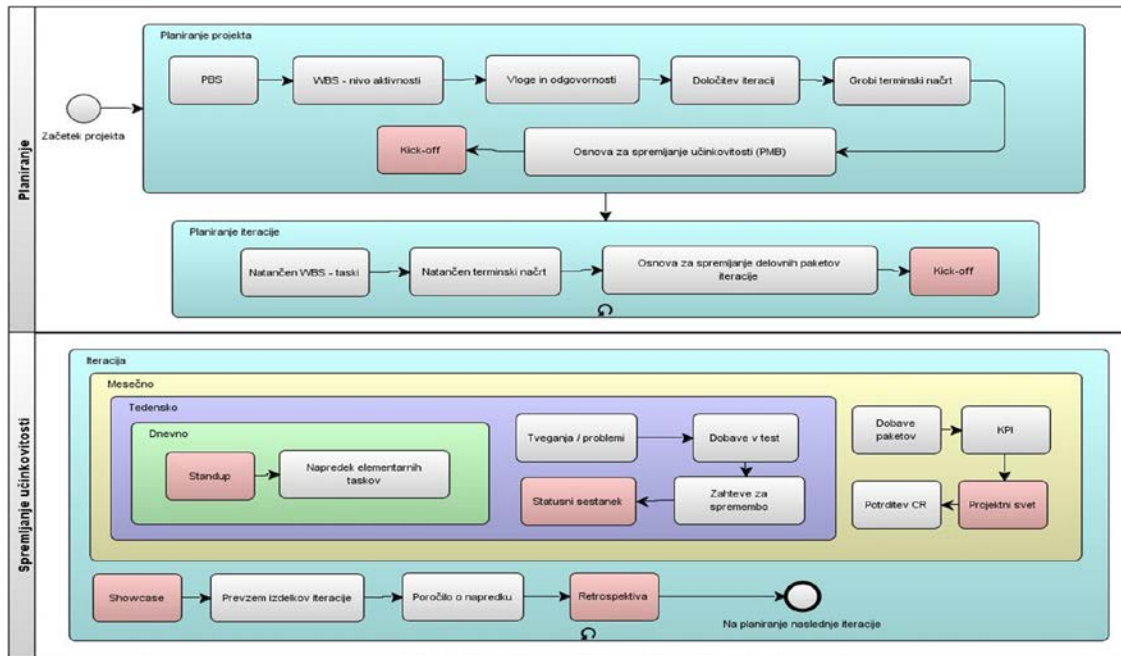 Planiranje
Planiranje projekta
PBS
WBS - nivo aktivnosti
Vloge in odgovornosti
Določitev iteracij
Grobi terminski načrt
Začetek projekta
Kick-off
Osnova za spremljanje učinkovitosti (PMB)
Planiranje iteracije
Natančen WBS - taski
Natančen terminski načrt
Osnova za spremljanje delovnih paketov
iteracije
Kick-off
Spremljanje učinkovitosti
Iteracija
Mesečno
Tedensko
Dnevno
Standup
Napredek elementarnih
taskov
Tveganja / problemi
Dobave v test
Statusni sestanek
Zahteve za
spremembo
Dobave
paketov
KPI
Potrditev CR
Projektni svet
Showcase
Prevzem izdelkov iteracije
Poročilo o napredku
Retrospektiva
Na planiranje naslednje iteracije